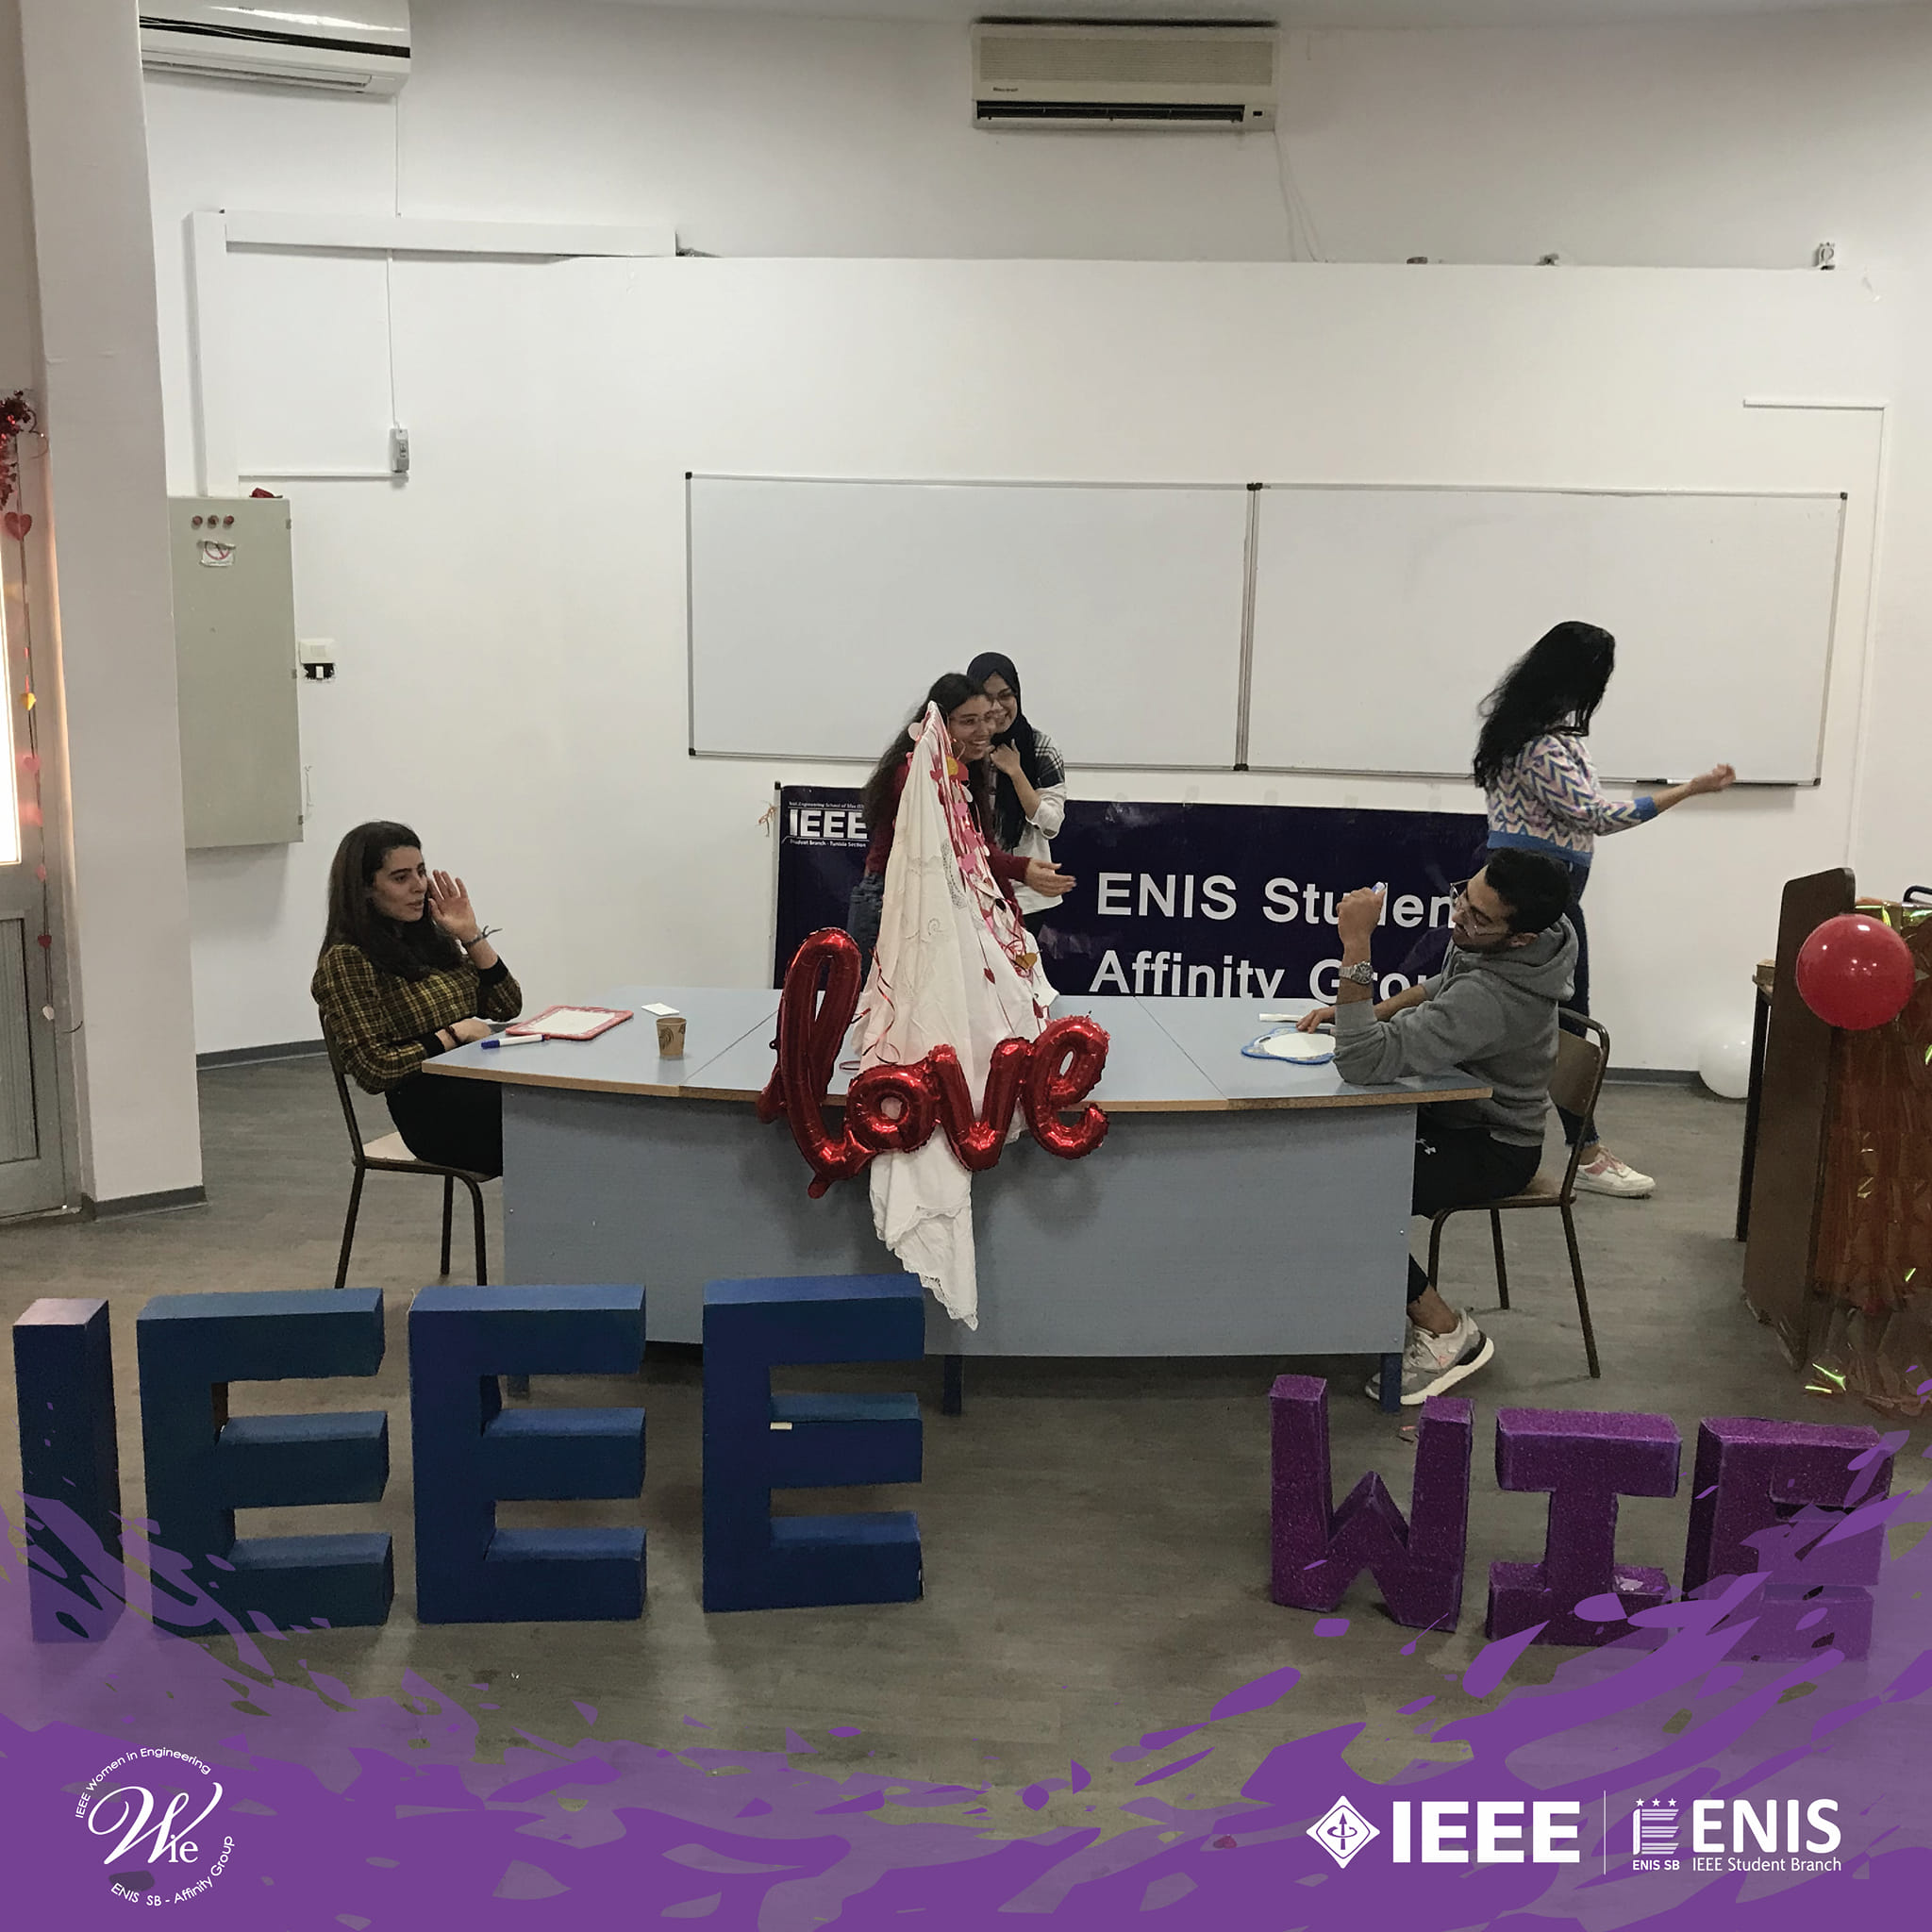 IEEE
Student Branch - Tunisia Section
ENIS Studen
Affinity Grou
love
IEEE
WIE
IEEE Women in Engineering
Wie
ENIS SB - Affinity Group
IEEE
ENIS SB
ENIS
IEEE Student Branch